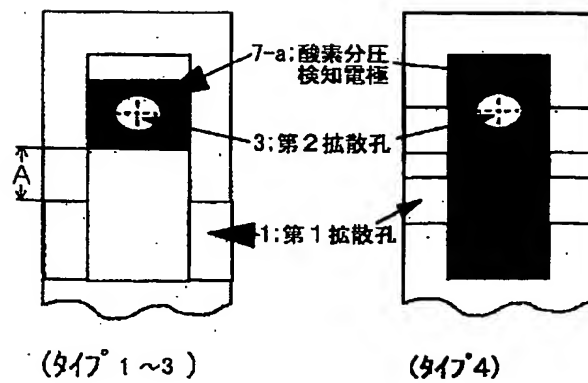 7-a;酸素分圧
検知電極
3;第2拡散孔
A
1;第1拡散孔
(タイプ 1~3)
(タイプ4)